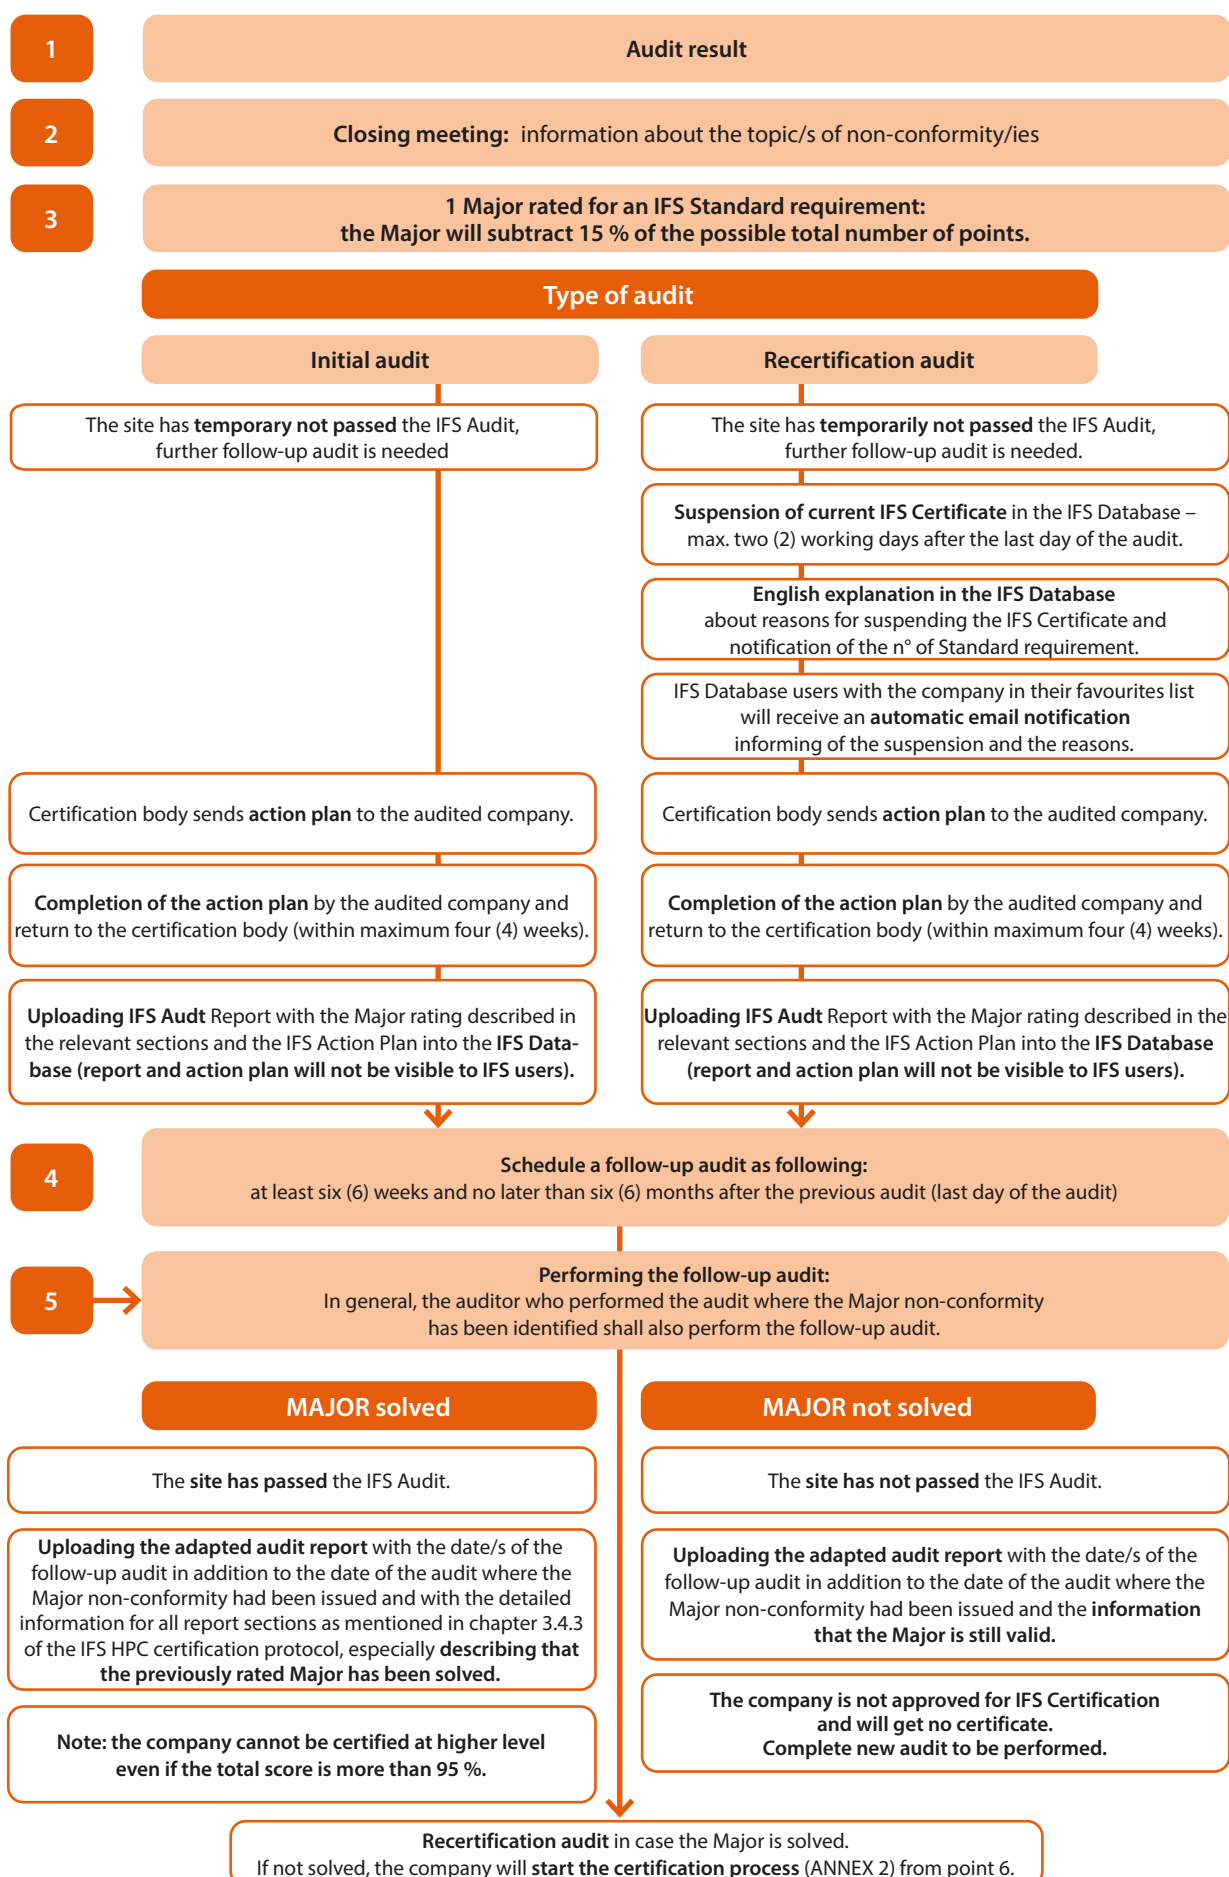 1
Audit result
2
Closing meeting: information about the topic/s of non-conformity/ies
3
1 Major rated for an IFS Standard requirement:
the Major will subtract 15 % of the possible total number of points.
Type of audit
Initial audit
The site has temporary not passed the IFS Audit,
further follow-up audit is needed
Certification body sends action plan to the audited company.
Completion of the action plan by the audited company and
return to the certification body (within maximum four (4) weeks).
Uploading IFS Audt Report with the Major rating described in
the relevant sections and the IFS Action Plan into the IFS Data-
base (report and action plan will not be visible to IFS users).
Recertification audit
The site has temporarily not passed the IFS Audit,
further follow-up audit is needed.
Suspension of current IFS Certificate in the IFS Database –
max. two (2) working days after the last day of the audit.
English explanation in the IFS Database
about reasons for suspending the IFS Certificate and
notification of the n° of Standard requirement.
IFS Database users with the company in their favourites list
will receive an automatic email notification
informing of the suspension and the reasons.
Certification body sends action plan to the audited company.
Completion of the action plan by the audited company and
return to the certification body (within maximum four (4) weeks).
Uploading IFS Audt Report with the Major rating described in the
relevant sections and the IFS Action Plan into the IFS Database
(report and action plan will not be visible to IFS users).
4
Schedule a follow-up audit as following:
at least six (6) weeks and no later than six (6) months after the previous audit (last day of the audit)
5
Performing the follow-up audit:
In general, the auditor who performed the audit where the Major non-conformity
has been identified shall also perform the follow-up audit.
MAJOR solved
The site has passed the IFS Audit.
Uploading the adapted audit report with the date/s of the
follow-up audit in addition to the date of the audit where the
Major non-conformity had been issued and with the detailed
information for all report sections as mentioned in chapter 3.4.3
of the IFS HPC certification protocol, especially describing that
the previously rated Major has been solved.
Note: the company cannot be certified at higher level
even if the total score is more than 95 %.
MAJOR not solved
The site has not passed the IFS Audit.
Uploading the adapted audit report with the date/s of the
follow-up audit in addition to the date of the audit where the
Major non-conformity had been issued and the information
that the Major is still valid.
The company is not approved for IFS Certification
and will get no certificate.
Complete new audit to be performed.
Recertification audit in case the Major is solved.
If not solved, the company will start the certification process (ANNEX 2) from point 6.